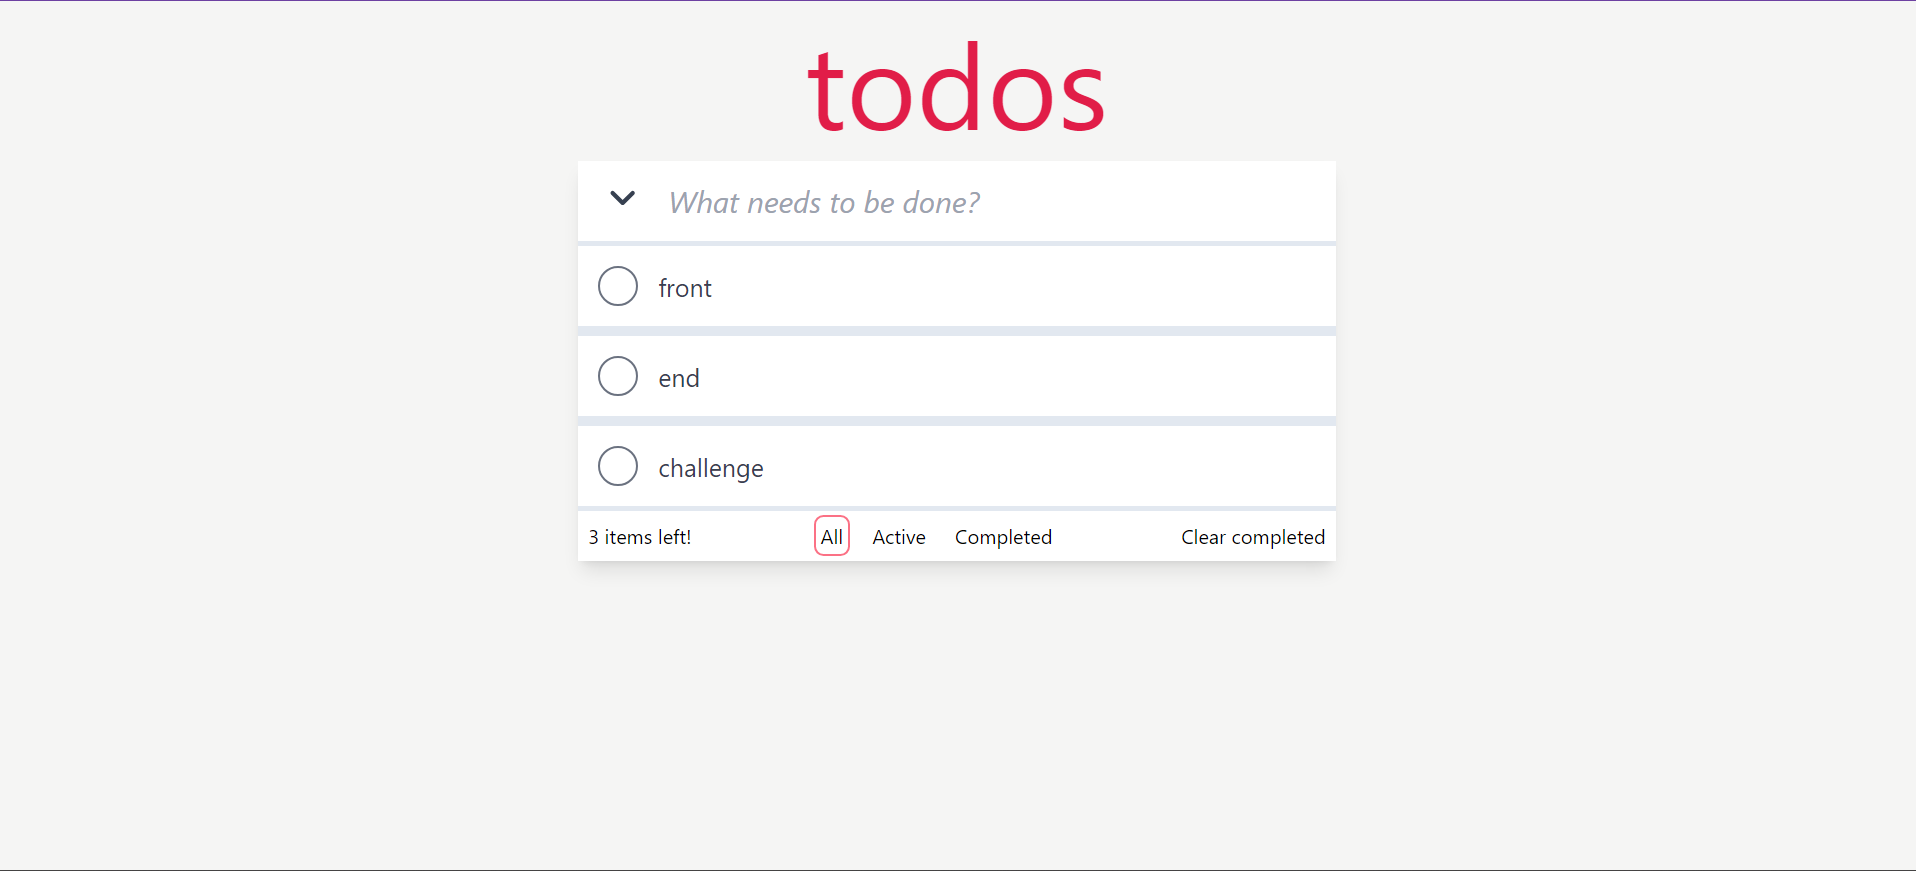 todos
What needs to be done?
front
end
challenge
3 items left! All Active Completed Clear completed